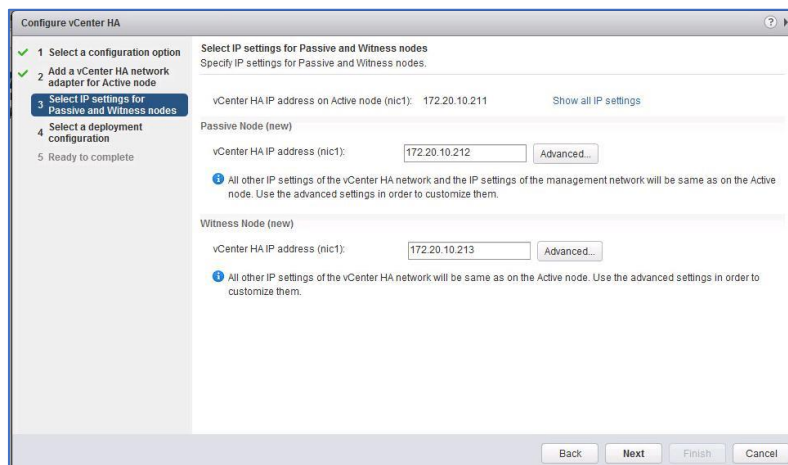 Configure vCenter HA
?
1 Select a configuration option
2 Add a vCenter HA network
adapter for Active node
3 Select IP settings for
Passive and Witness nodes
4 Select a deployment
configuration
5 Ready to complete
Select IP settings for Passive and Witness nodes
Specify IP settings for Passive and Witness nodes.
vCenter HA IP address on Active node (nic1): 172.20.10.211 Show all IP settings
Passive Node (new)
vCenter HA IP address (nic1): 172.20.10.212 Advanced...
All other IP settings of the vCenter HA network and the IP settings of the management network will be same as on the Active
node. Use the advanced settings in order to customize them.
Witness Node (new)
vCenter HA IP address (nic1): 172.20.10.213 Advanced...
All other IP settings of the vCenter HA network will be same as on the Active node. Use the advanced settings in order to
customize them.
Back Next Finish Cancel